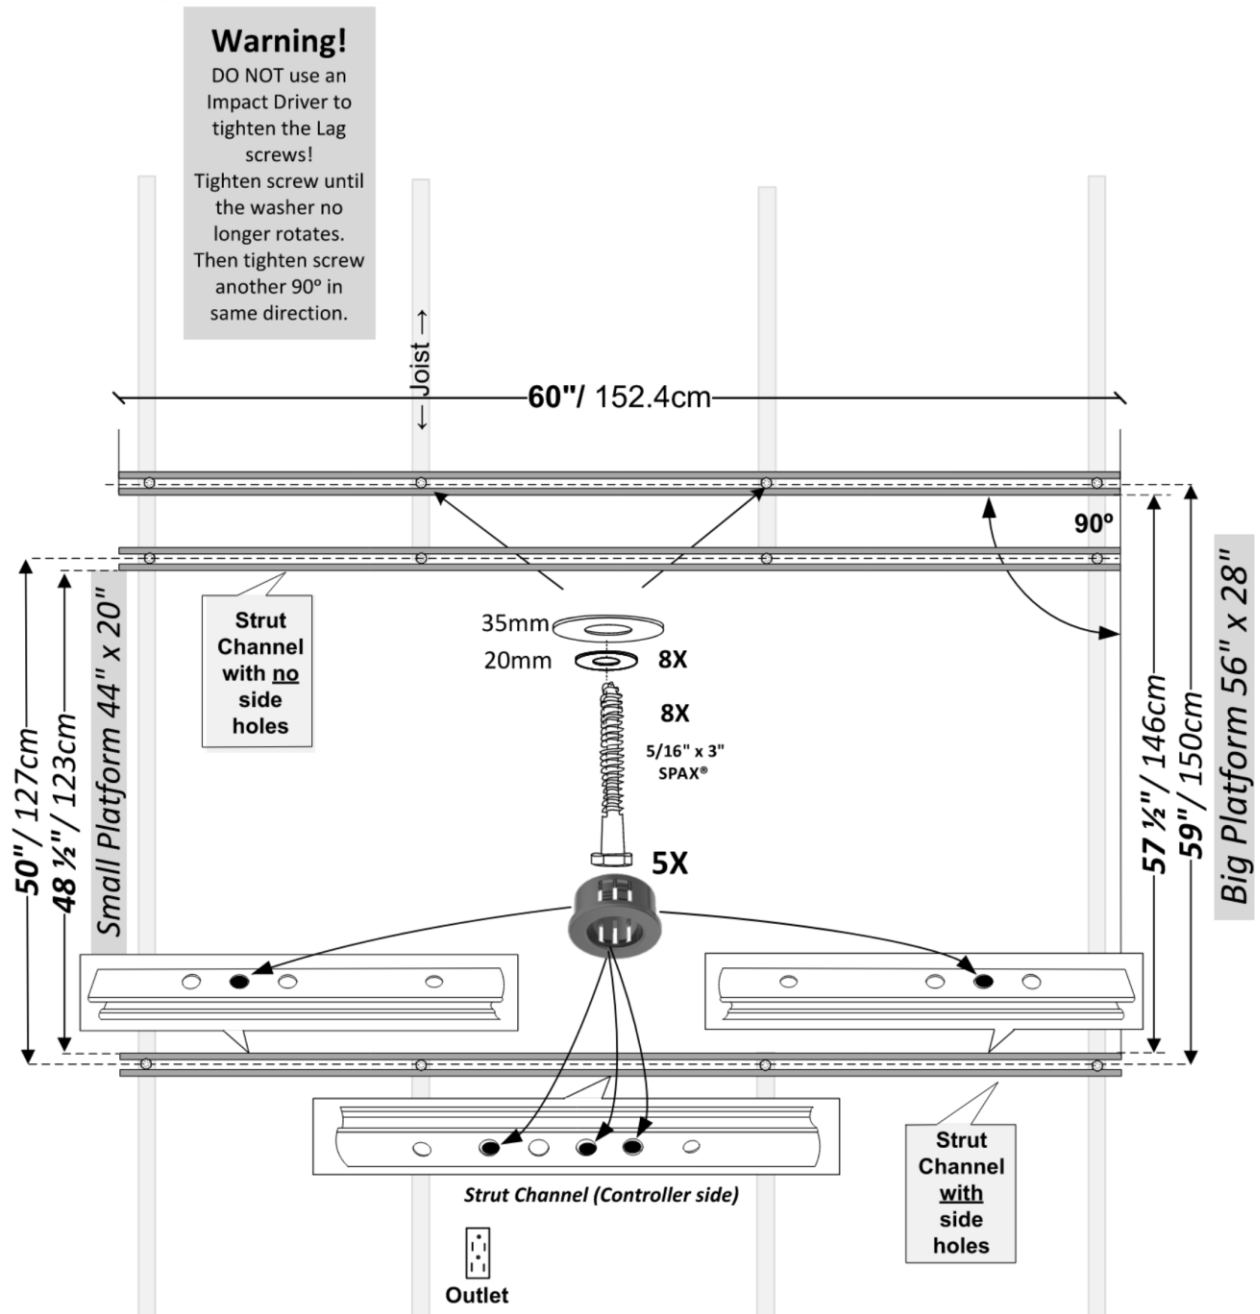 Warning!
DO NOT use an
Impact Driver to
tighten the Lag
screws!
Tighten screw until
the washer no
longer rotates.
Then tighten screw
another 90º in
same direction.
← Joist →
60"/ 152.4cm
90º
Strut
Channel
with no
side
holes
35mm
20mm
8X
8X
5/16" x 3"
SPAX®
5X
50"/ 127cm
48 ½"/ 123cm
Small Platform 44" x 20"
57 ½"/ 146cm
59"/ 150cm
Big Platform 56" x 28"
Strut Channel (Controller side)
Strut
Channel
with
side
holes
Outlet